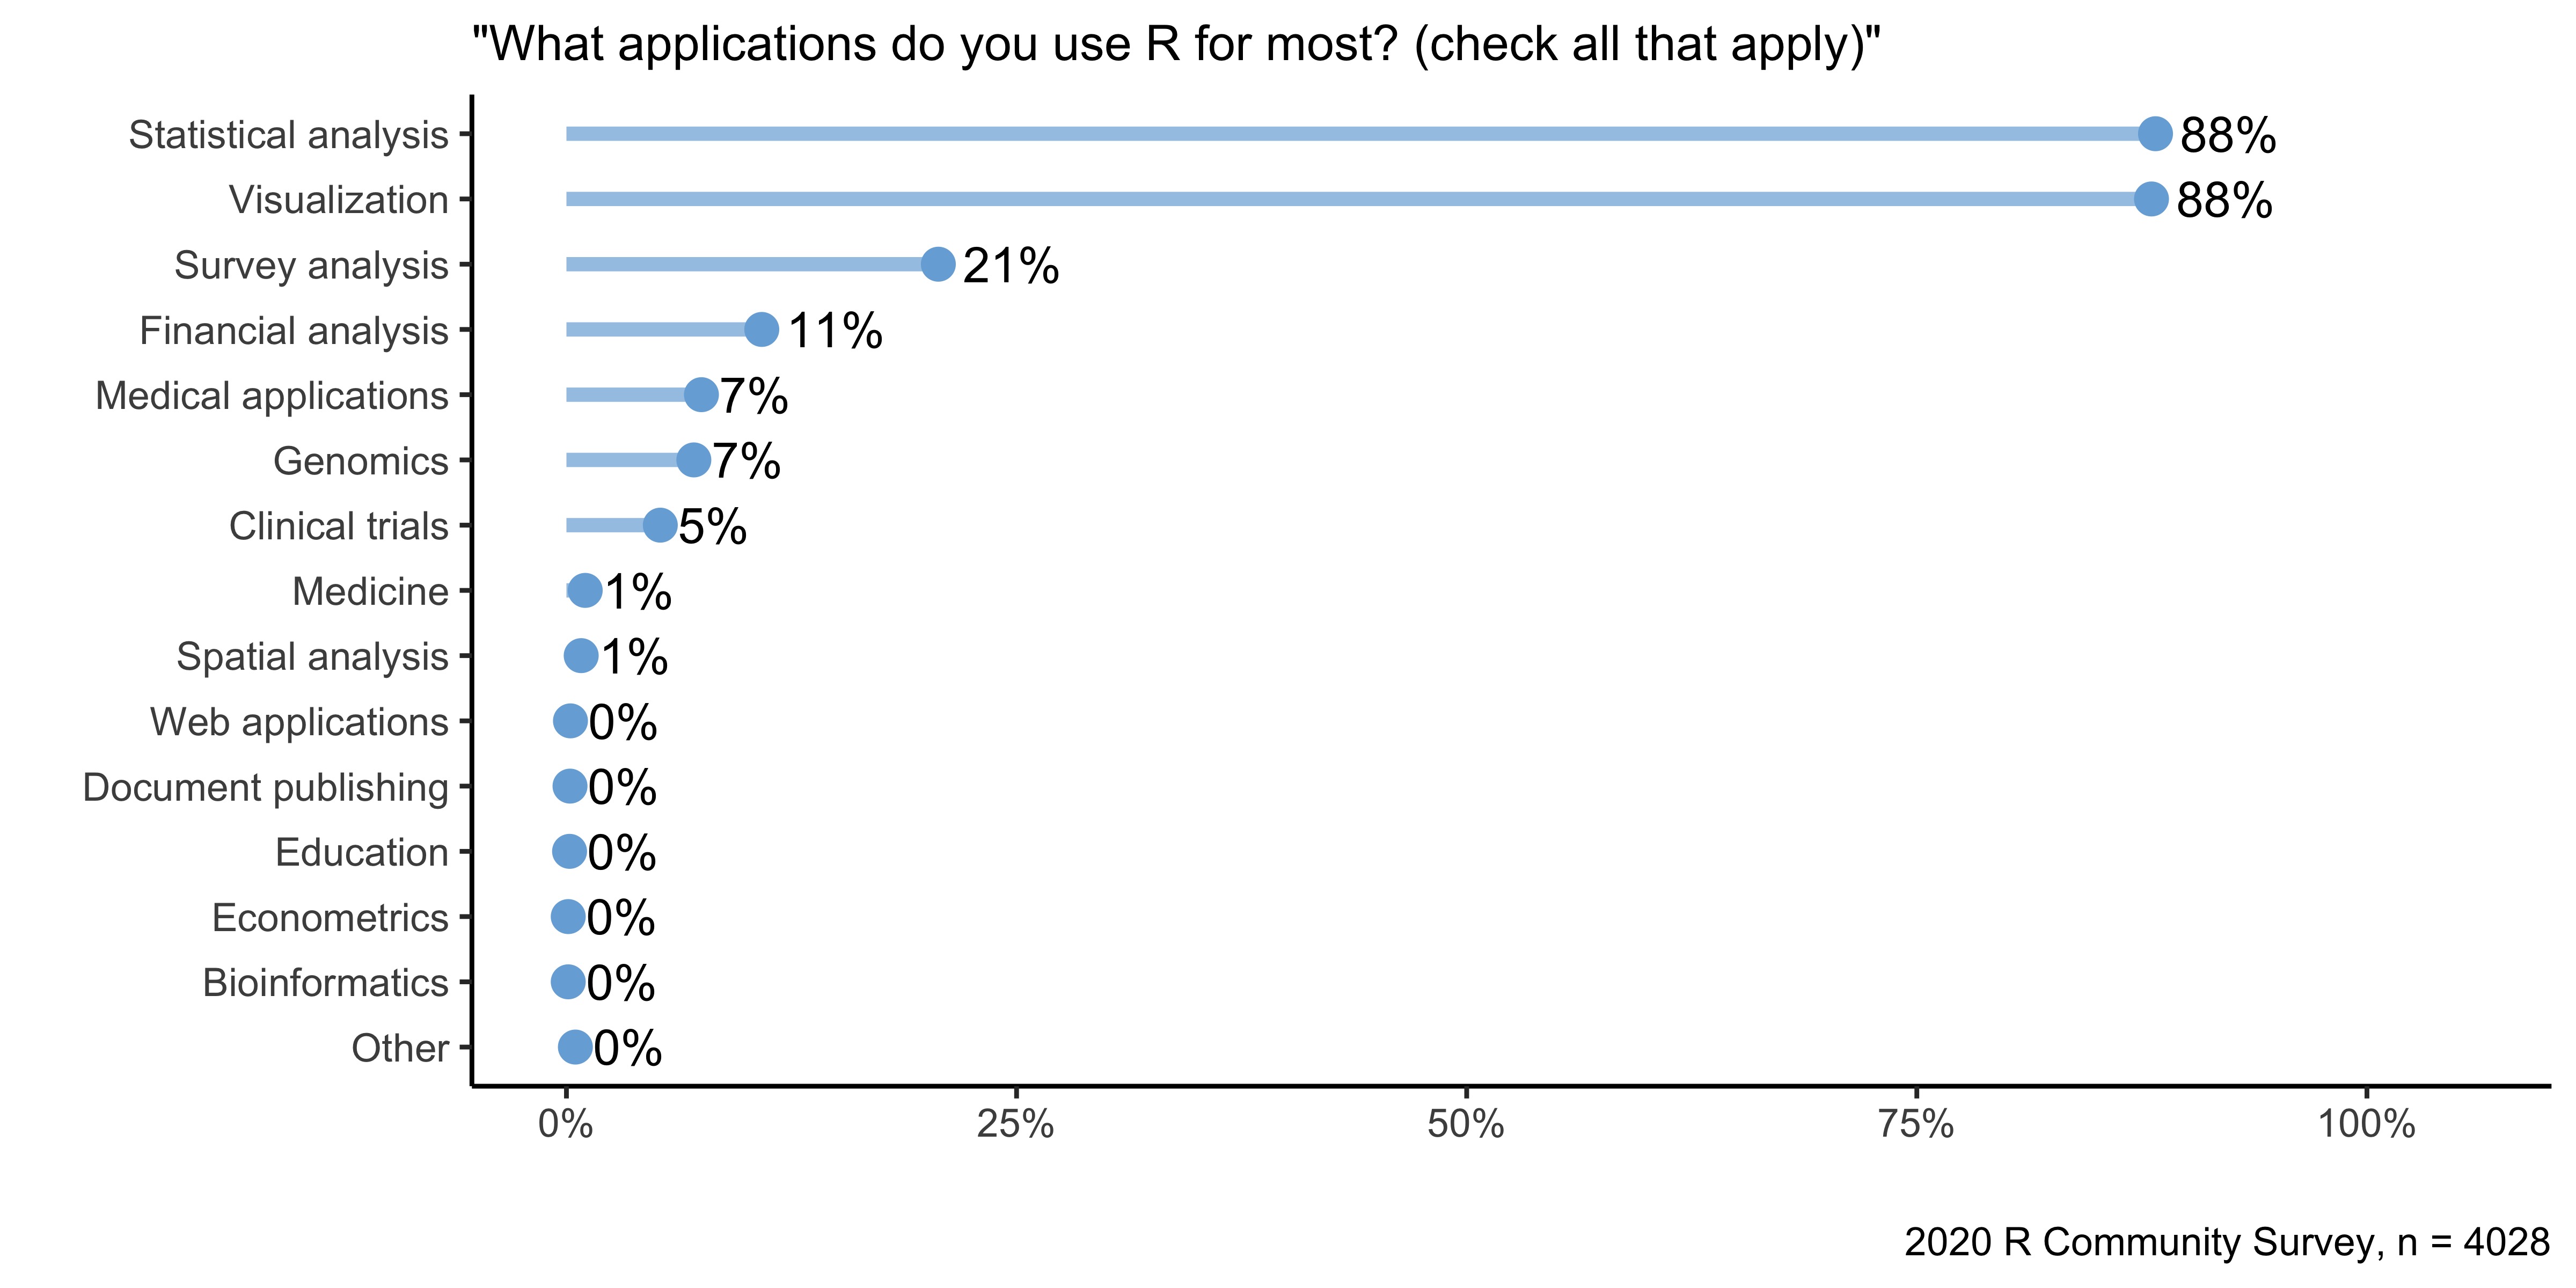 "What applications do you use R for most? (check all that apply)"
Statistical analysis 88%
Visualization 88%
Survey analysis 21%
Financial analysis 11%
Medical applications 7%
Genomics 7%
Clinical trials 5%
Medicine 1%
Spatial analysis 1%
Web applications 0%
Document publishing 0%
Education 0%
Econometrics 0%
Bioinformatics 0%
Other 0%
0% 25% 50% 75% 100%
2020 R Community Survey, n = 4028